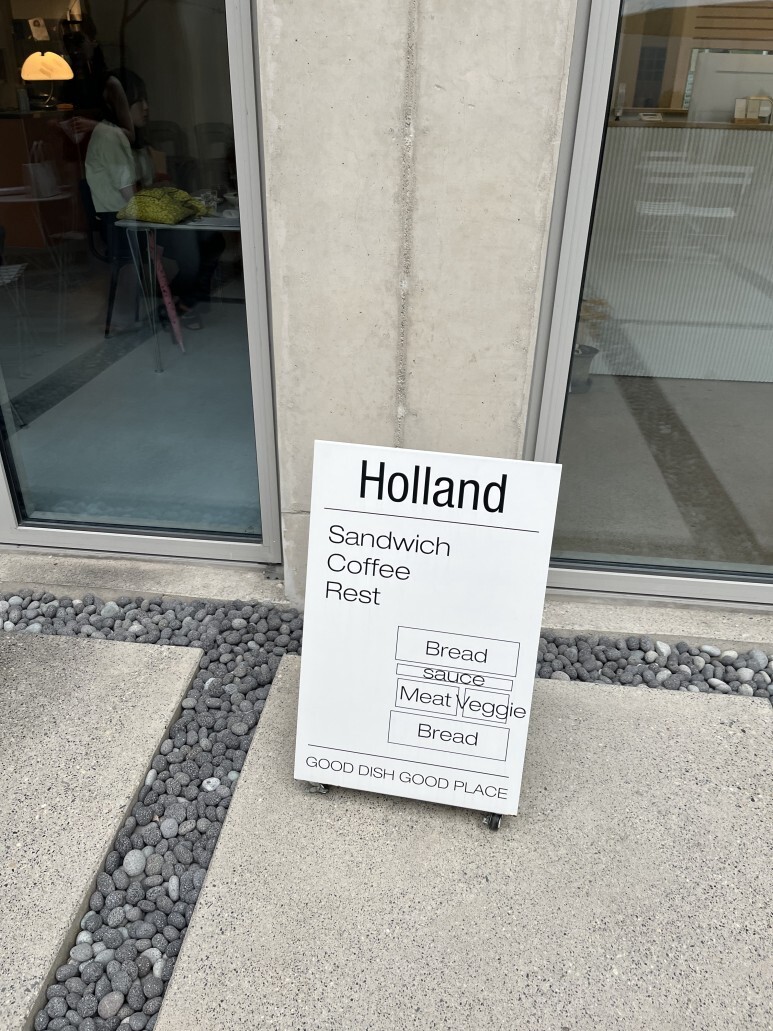 Holland
Sandwich
Coffee
Rest
Bread
sauce
Meat Veggie
Bread
GOOD DISH GOOD PLACE